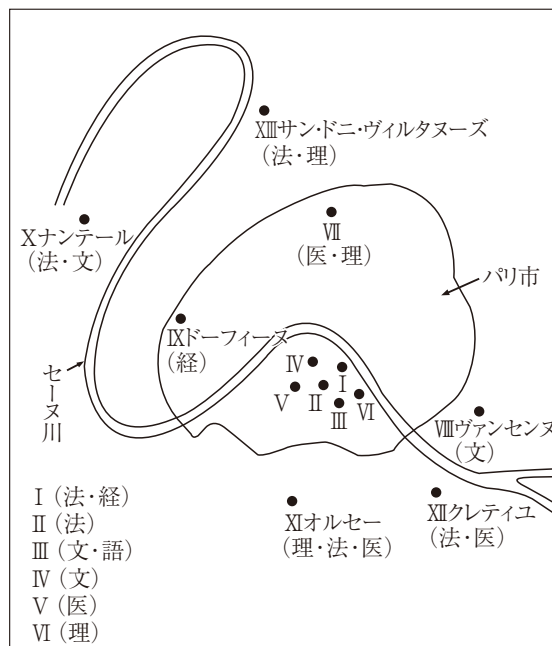 XIIIサン・ドニ・ヴィルタヌーズ
(法・理)
Xナンテール
(法・文)
VII
(医・理)
パリ市
IXドーフィーヌ
(経)
セーヌ川
IV
I
V
II
III
VI
VIIIヴァンセンヌ
(文)
XIオルセー
(理・法・医)
XIIクレティユ
(法・医)
I(法・経)
II(法)
III(文・語)
IV(文)
V(医)
VI(理)